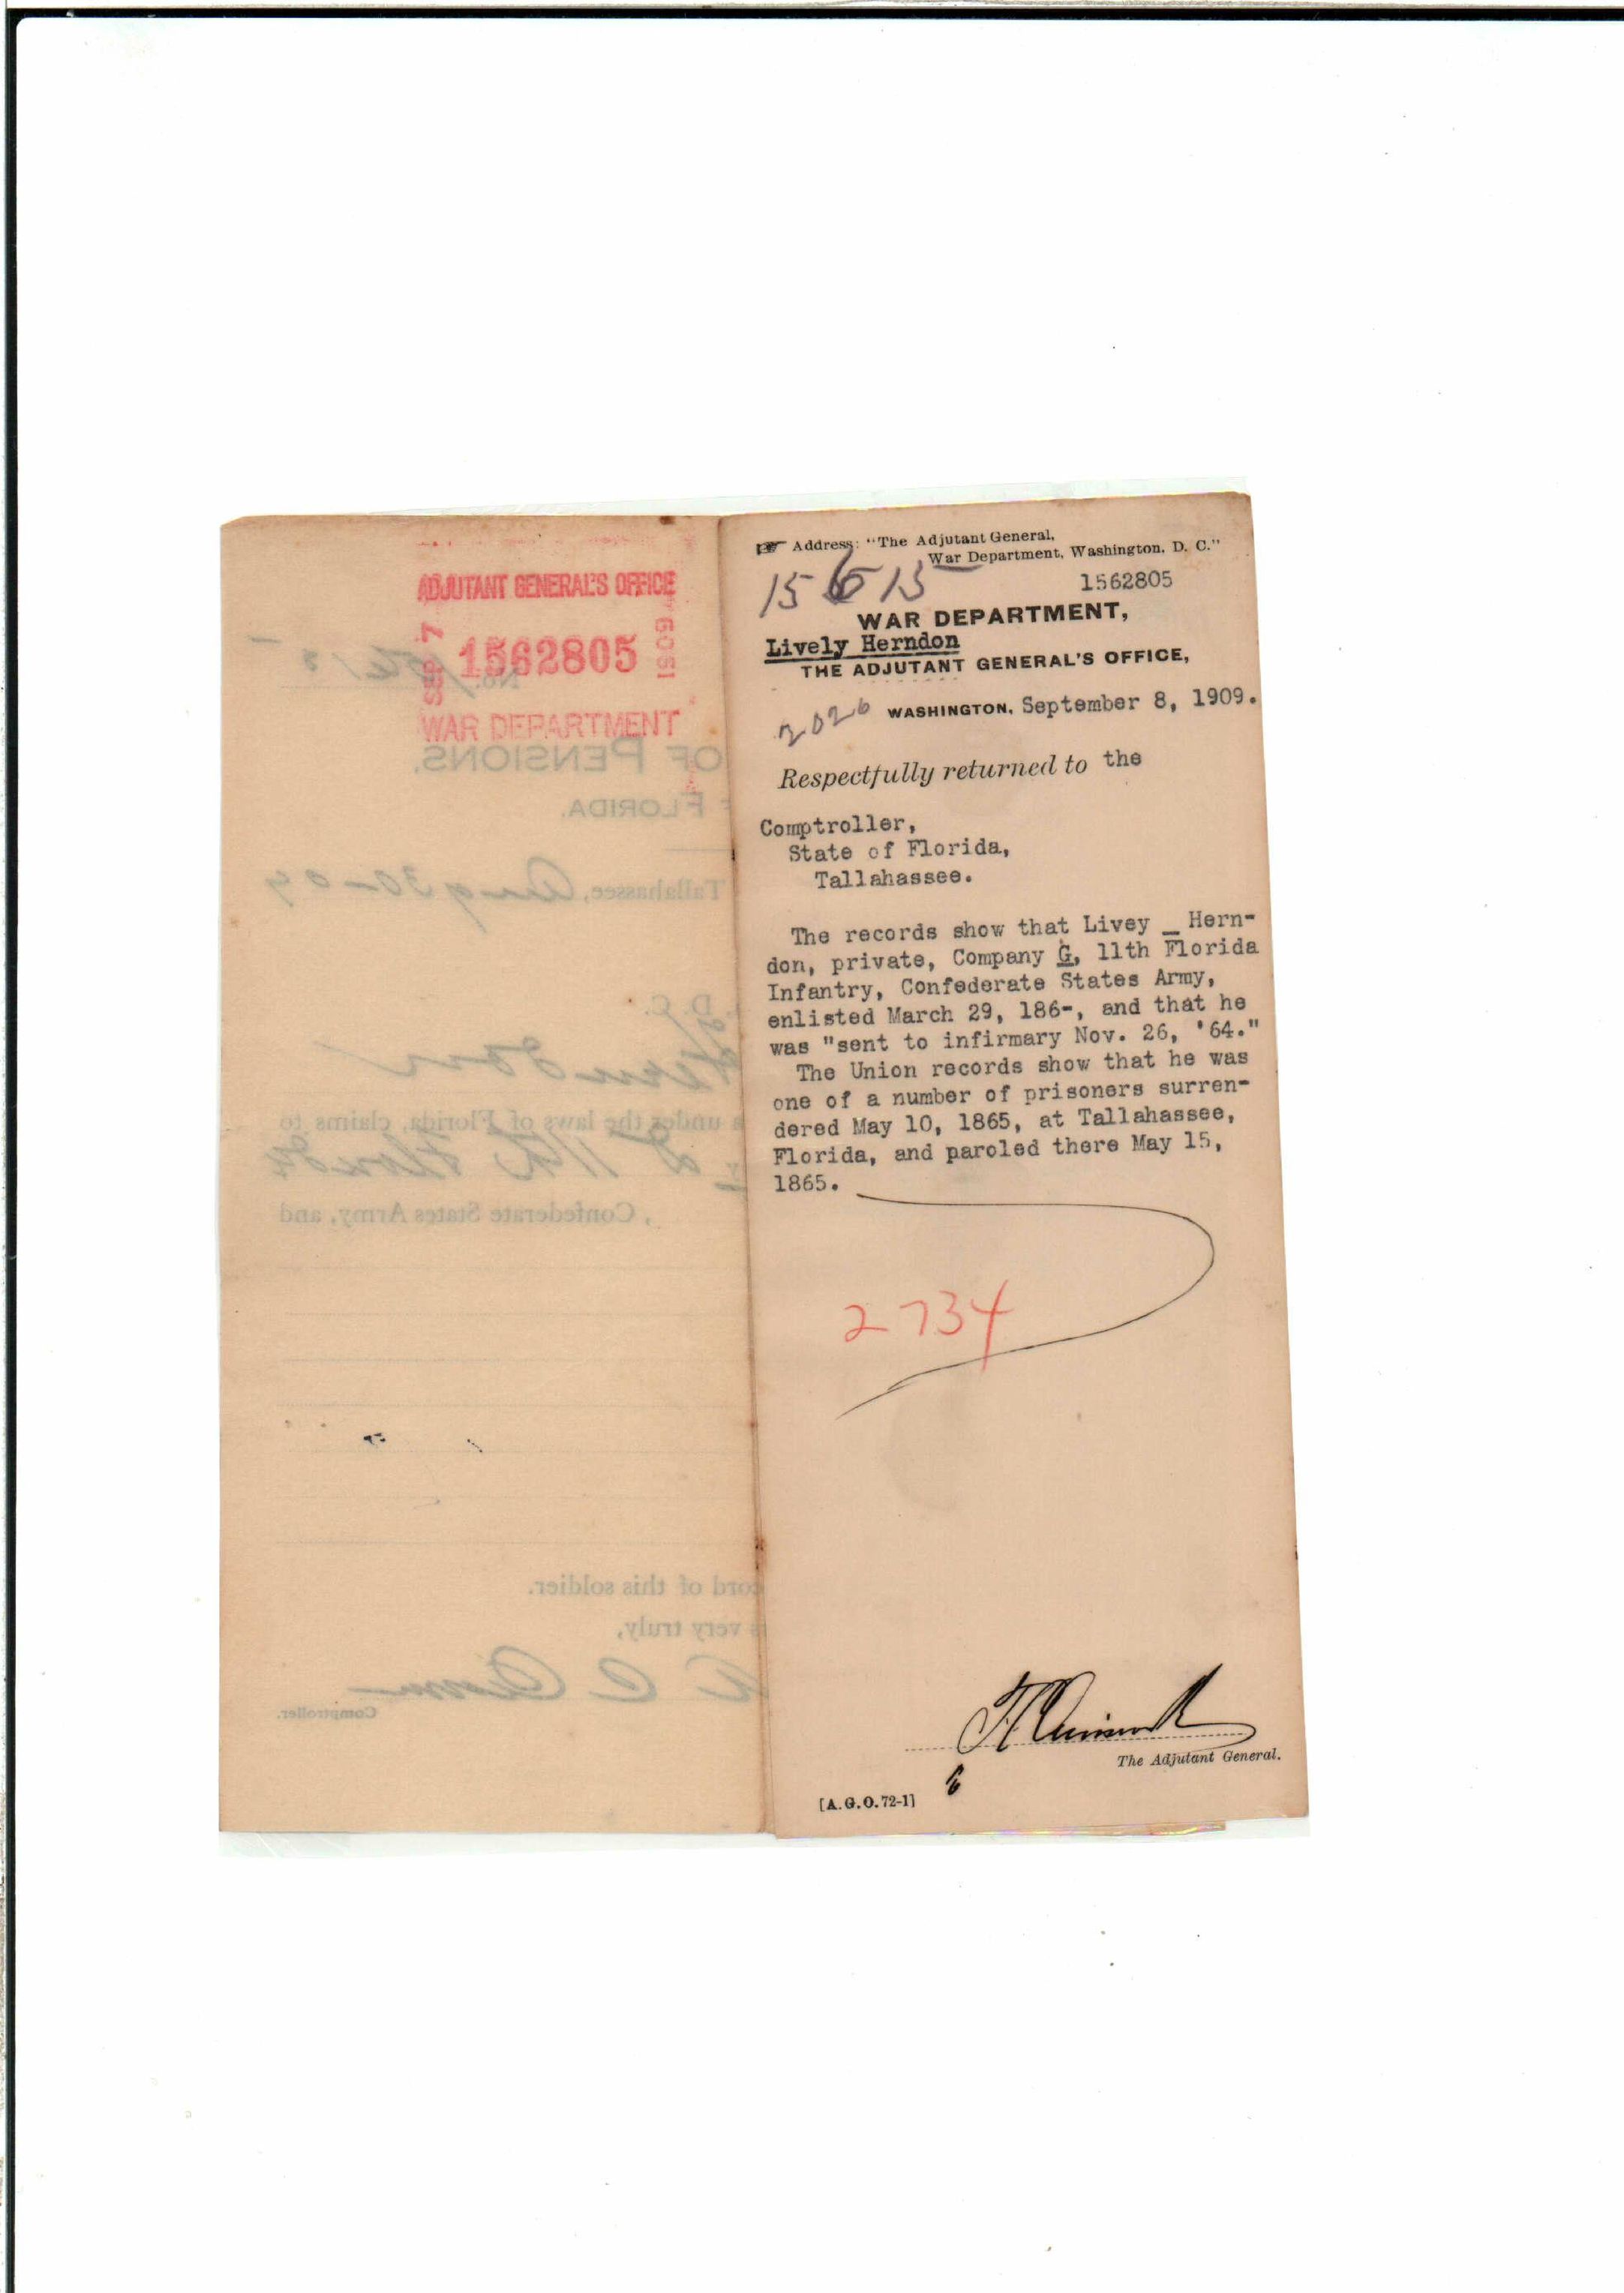 ADJUTANT GENERAL'S OFFICE
SEP 7
1562805
1909
WAR DEPARTMENT
No.
OF PENSIONS.
FLORIDA.
Tallahassee, Aug 30-09
D. C.
Herndon
under the laws of Florida, claims to
11th Florida
, Confederate States Army, and
ord of this soldier.
very truly,
Comptroller.
Address: "The Adjutant General,
War Department, Washington, D. C."
15615
1562805
WAR DEPARTMENT,
Lively Herndon
THE ADJUTANT GENERAL'S OFFICE,
2026
WASHINGTON, September 8, 1909.
Respectfully returned to the
Comptroller,
State of Florida,
Tallahassee.
The records show that Livey _ Hern-
don, private, Company G, 11th Florida
Infantry, Confederate States Army,
enlisted March 29, 186-, and that he
was "sent to infirmary Nov. 26, '64."
The Union records show that he was
one of a number of prisoners surren-
dered May 10, 1865, at Tallahassee,
Florida, and paroled there May 15,
1865.
2734
The Adjutant General.
[A. G. O. 72-1]